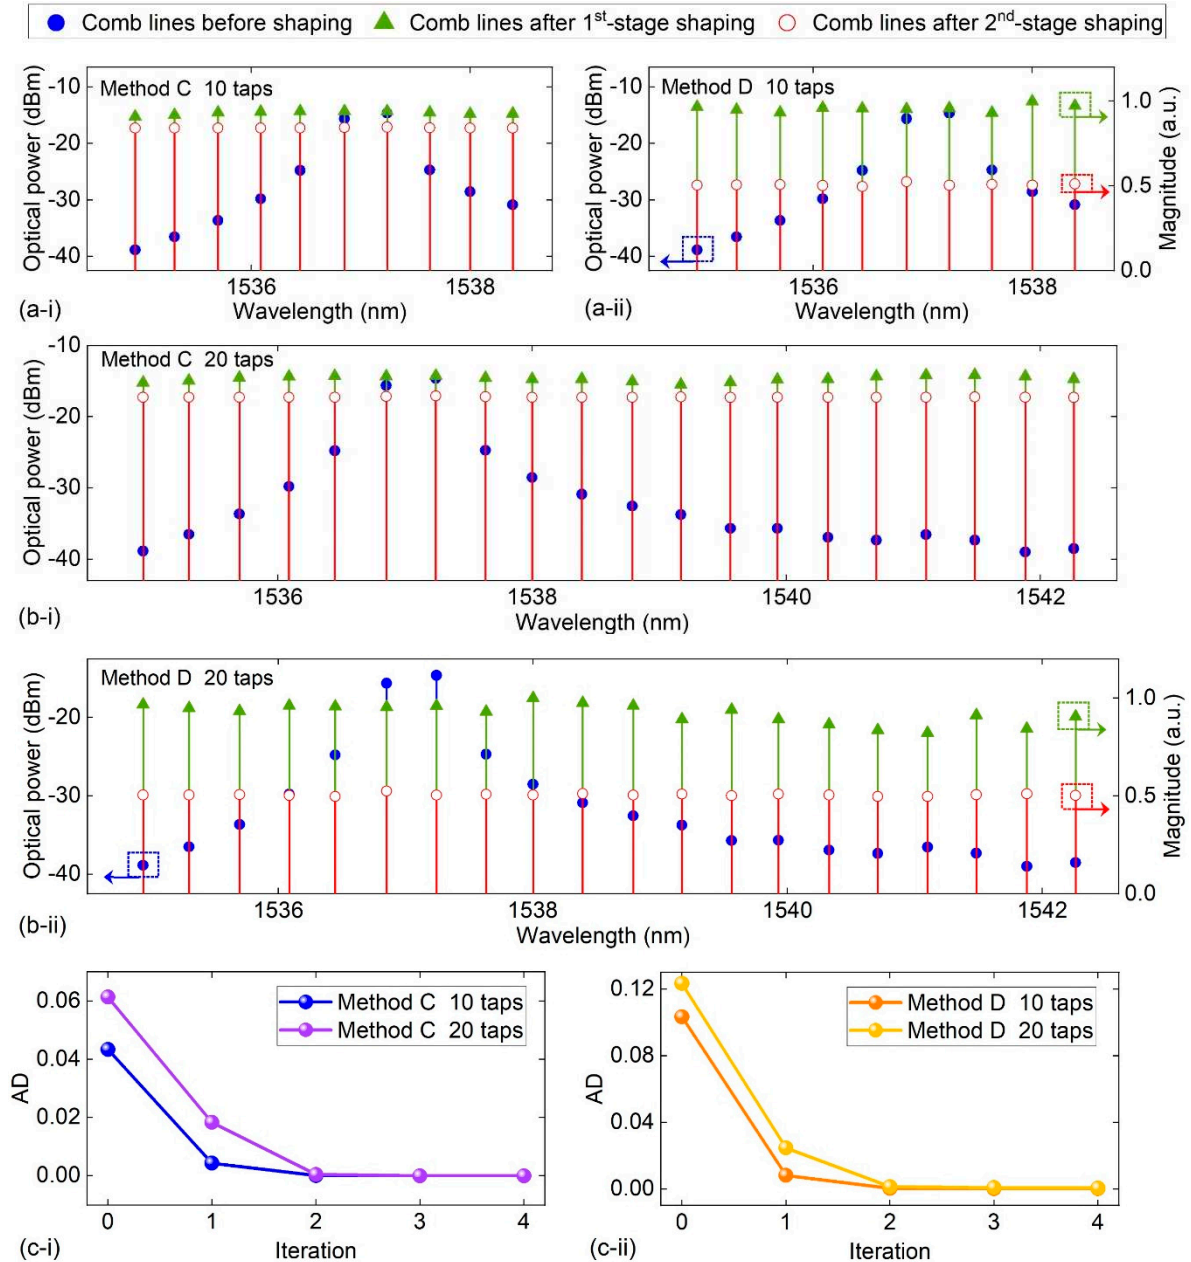 Comb lines before shaping Comb lines after 1st-stage shaping Comb lines after 2nd-stage shaping
Method C 10 taps
Optical power (dBm)
-10
-20
-30
-40
1536 1538
Wavelength (nm)
(a-i)
Method D 10 taps
Optical power (dBm)
-10
-20
-30
-40
1536 1538
Wavelength (nm)
1.0
0.5
0.0
Magnitude (a.u.)
(a-ii)
Method C 20 taps
Optical power (dBm)
-10
-20
-30
-40
1536 1538 1540 1542
Wavelength (nm)
(b-i)
Method D 20 taps
Optical power (dBm)
-20
-30
-40
1536 1538 1540 1542
Wavelength (nm)
1.0
0.5
0.0
Magnitude (a.u.)
(b-ii)
Method C 10 taps
Method C 20 taps
AD
0.06
0.04
0.02
0.00
0 1 2 3 4
Iteration
(c-i)
Method D 10 taps
Method D 20 taps
AD
0.12
0.08
0.04
0.00
0 1 2 3 4
Iteration
(c-ii)